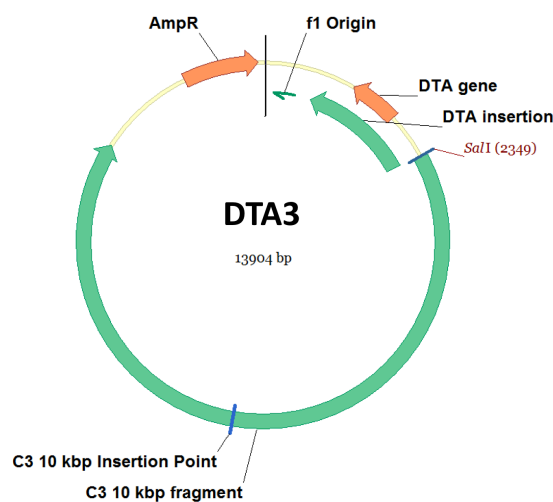 AmpR
f1 Origin
DTA gene
DTA insertion
SalI (2349)
DTA3
13904 bp
C3 10 kbp Insertion Point
C3 10 kbp fragment